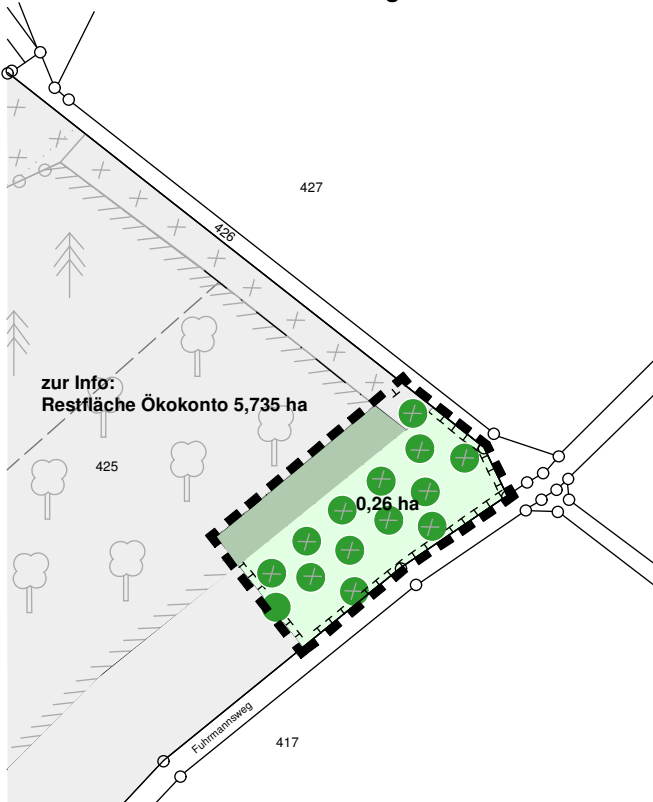 427
426
zur Info:
Restfläche Ökokonto 5,735 ha
425
0,26 ha
Fuhrmannsweg
417